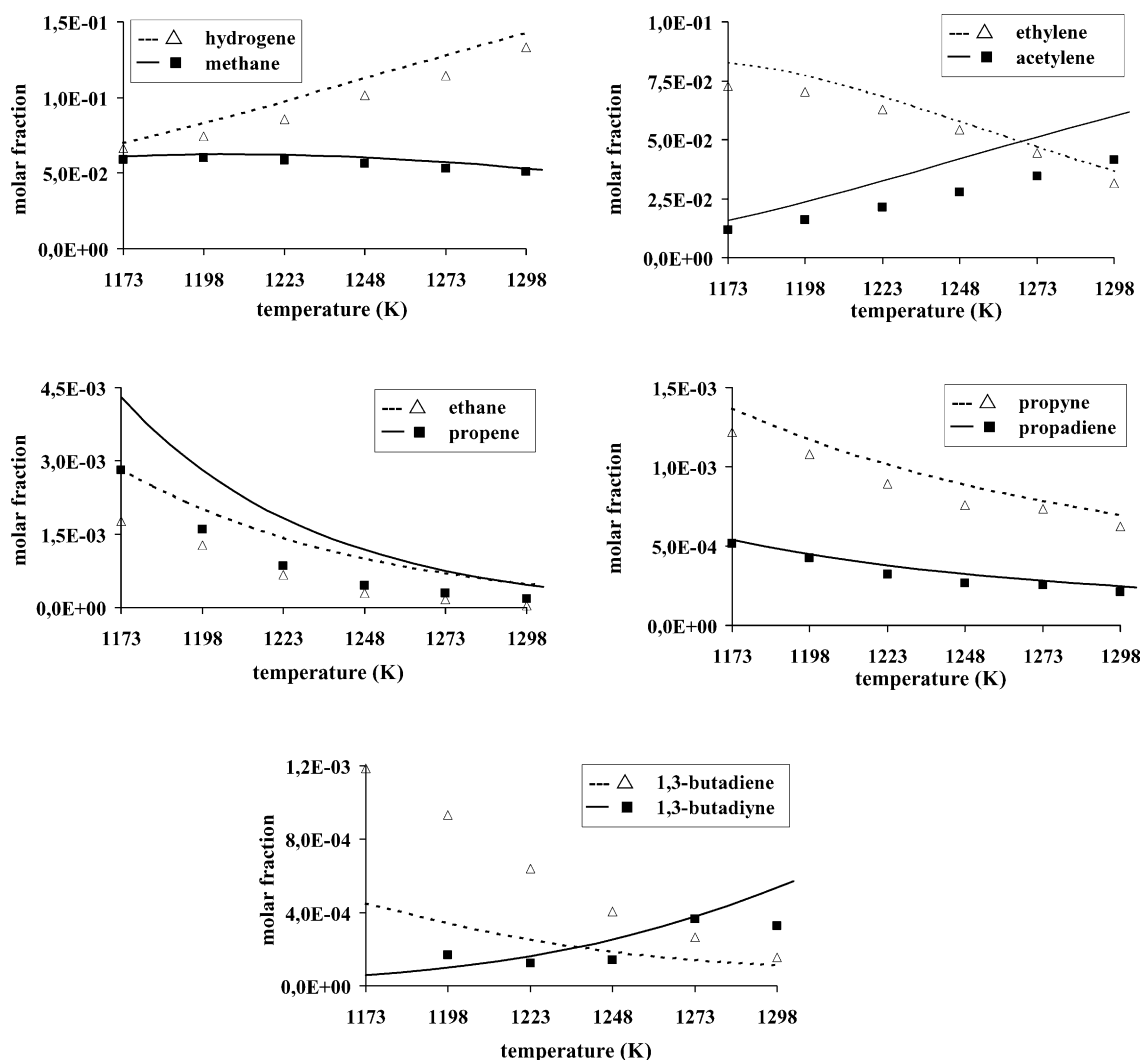 1,5E-01
1,0E-01
5,0E-02
0,0E+00
molar fraction
hydrogene
methane
1173 1198 1223 1248 1273 1298
temperature (K)
1,0E-01
7,5E-02
5,0E-02
2,5E-02
0,0E+00
molar fraction
ethylene
acetylene
1173 1198 1223 1248 1273 1298
temperature (K)
4,5E-03
3,0E-03
1,5E-03
0,0E+00
molar fraction
ethane
propene
1173 1198 1223 1248 1273 1298
temperature (K)
1,5E-03
1,0E-03
5,0E-04
0,0E+00
molar fraction
propyne
propadiene
1173 1198 1223 1248 1273 1298
temperature (K)
1,2E-03
8,0E-04
4,0E-04
0,0E+00
molar fraction
1,3-butadiene
1,3-butadiyne
1173 1198 1223 1248 1273 1298
temperature (K)